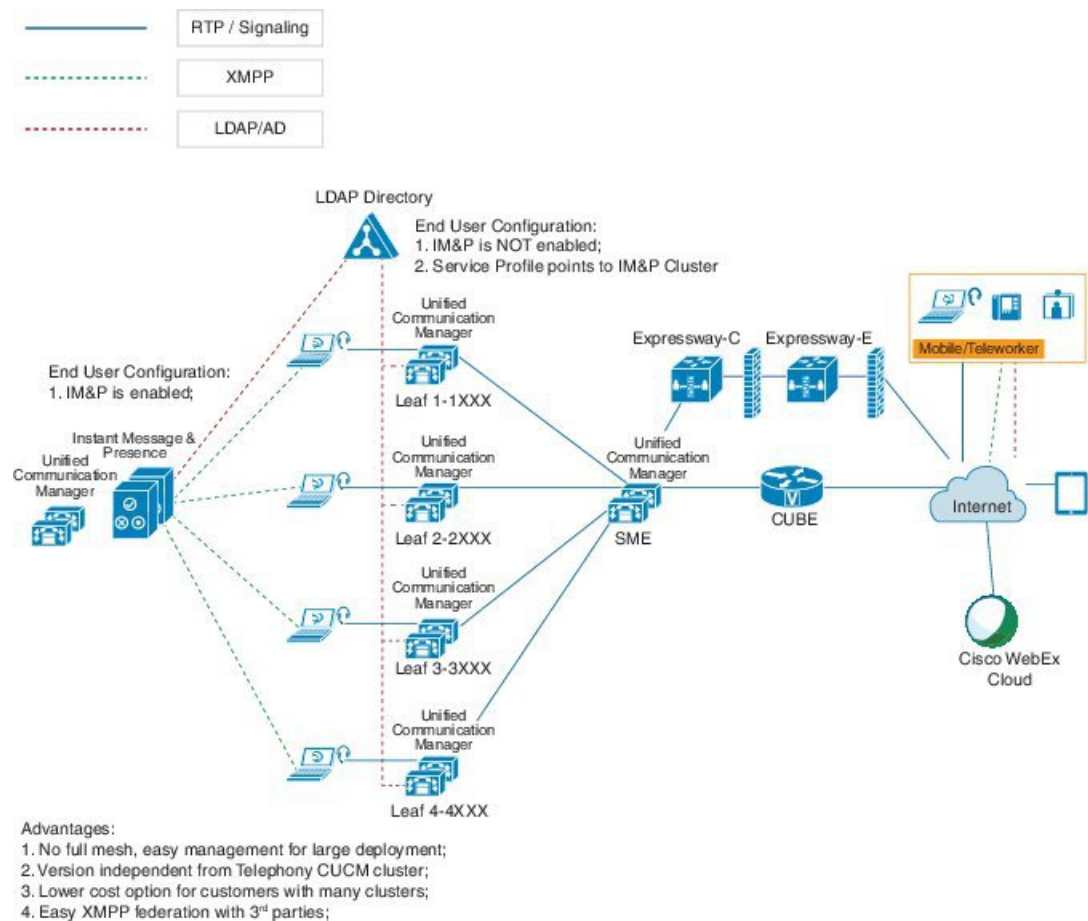 RTP / Signaling
XMPP
LDAP/AD
LDAP Directory
End User Configuration:
1. IM&P is NOT enabled;
2. Service Profile points to IM&P Cluster
Unified
Communication
Manager
Leaf 1-1XXX
End User Configuration:
1. IM&P is enabled;
Instant Message &
Presence
Unified
Communication
Manager
Unified
Communication
Manager
Leaf 2-2XXX
Unified
Communication
Manager
Leaf 3-3XXX
Unified
Communication
Manager
Leaf 4-4XXX
Expressway-C
Expressway-E
Unified
Communication
Manager
SME
CUBE
V
Mobile/Teleworker
Internet
Cisco WebEx
Cloud
Advantages:
1. No full mesh, easy management for large deployment;
2. Version independent from Telephony CUCM cluster;
3. Lower cost option for customers with many clusters;
4. Easy XMPP federation with 3rd parties;